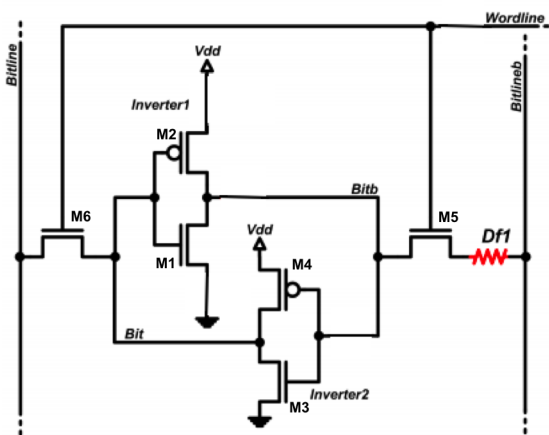 Wordline
Bitline
Bitlineb
Vdd
Inverter1
M2
M6
Bitb
M5
Df1
Vdd
M1
M4
Bit
Inverter2
M3